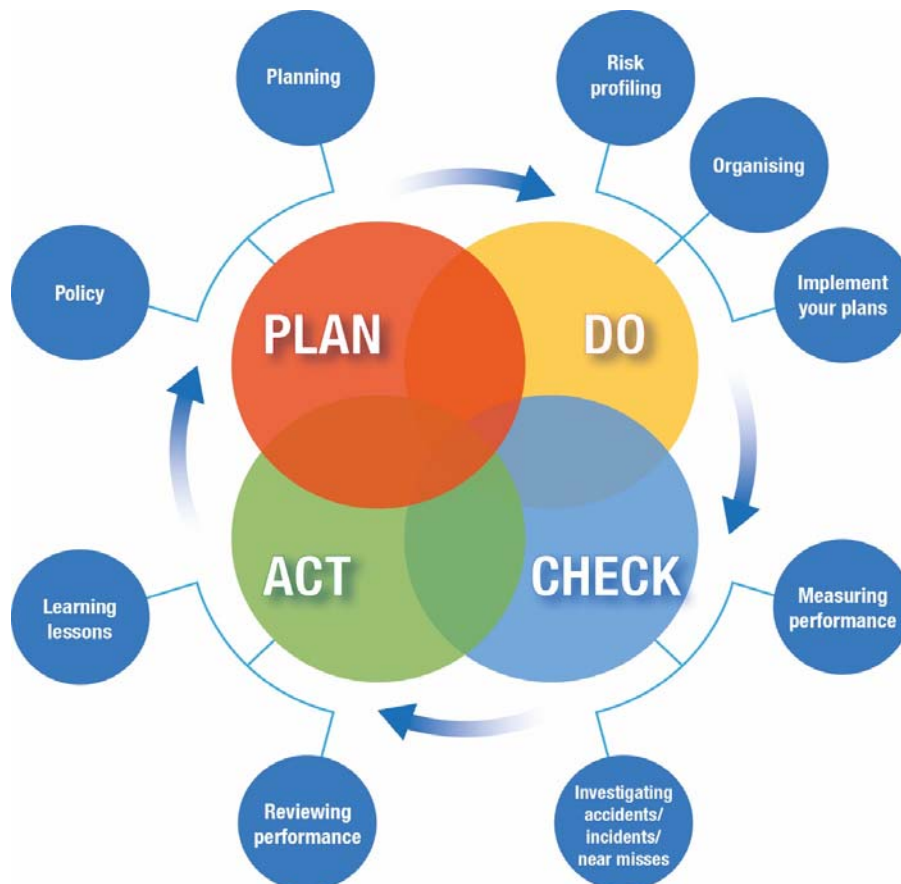 Planning
Risk
profiling
Organising
Policy
Implement
your plans
PLAN
DO
ACT
CHECK
Learning
lessons
Measuring
performance
Reviewing
performance
Investigating
accidents/
incidents/
near misses